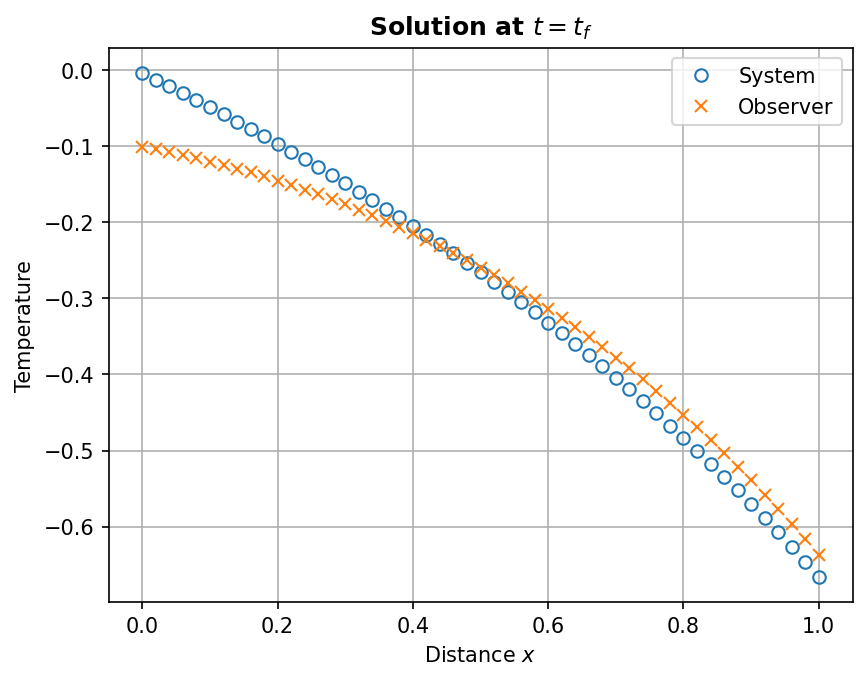 Solution at t = t_f
System
Observer
Temperature
0.0
−0.1
−0.2
−0.3
−0.4
−0.5
−0.6
0.0 0.2 0.4 0.6 0.8 1.0
Distance x